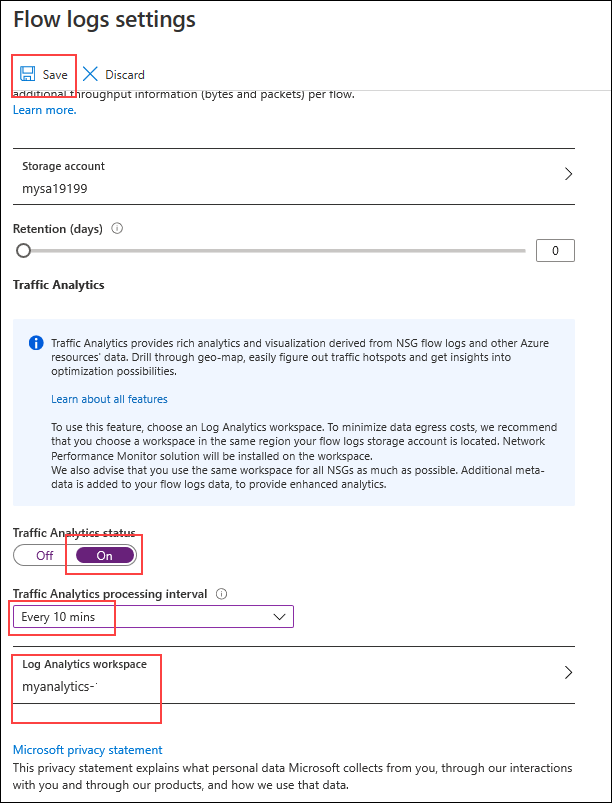 Flow logs settings
Save
Discard
additional throughput information (bytes and packets) per flow.
Learn more.
Storage account
mysa19199
Retention (days)
0
Traffic Analytics
Traffic Analytics provides rich analytics and visualization derived from NSG flow logs and other Azure
resources' data. Drill through geo-map, easily figure out traffic hotspots and get insights into
optimization possibilities.
Learn about all features
To use this feature, choose an Log Analytics workspace. To minimize data egress costs, we recommend
that you choose a workspace in the same region your flow logs storage account is located. Network
Performance Monitor solution will be installed on the workspace.
We also advise that you use the same workspace for all NSGs as much as possible. Additional meta-
data is added to your flow logs data, to provide enhanced analytics.
Traffic Analytics status
Off
On
Traffic Analytics processing interval
Every 10 mins
Log Analytics workspace
myanalytics-
Microsoft privacy statement
This privacy statement explains what personal data Microsoft collects from you, through our interactions
with you and through our products, and how we use that data.